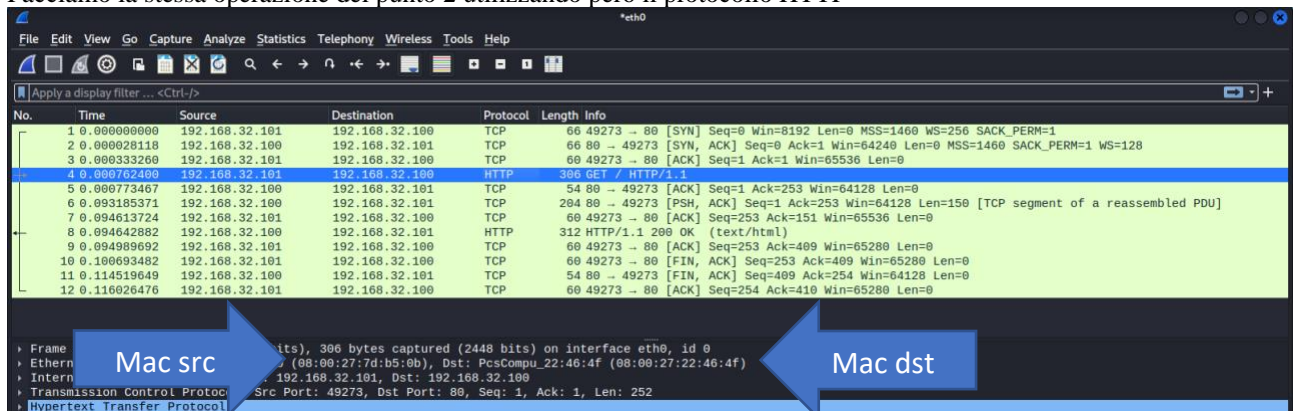 Facciamo la stessa operazione del punto 2 utilizzando però il protocollo HTTP
*eth0
File Edit View Go Capture Analyze Statistics Telephony Wireless Tools Help
Apply a display filter ... <Ctrl-/>
No. Time Source Destination Protocol Length Info
1 0.000000000 192.168.32.101 192.168.32.100 TCP 66 49273 → 80 [SYN] Seq=0 Win=8192 Len=0 MSS=1460 WS=256 SACK_PERM=1
2 0.000028118 192.168.32.100 192.168.32.101 TCP 66 80 → 49273 [SYN, ACK] Seq=0 Ack=1 Win=64240 Len=0 MSS=1460 SACK_PERM=1 WS=128
3 0.000333260 192.168.32.101 192.168.32.100 TCP 60 49273 → 80 [ACK] Seq=1 Ack=1 Win=65536 Len=0
4 0.000762400 192.168.32.101 192.168.32.100 HTTP 306 GET / HTTP/1.1
5 0.000773467 192.168.32.100 192.168.32.101 TCP 54 80 → 49273 [ACK] Seq=1 Ack=253 Win=64128 Len=0
6 0.093185371 192.168.32.100 192.168.32.101 TCP 204 80 → 49273 [PSH, ACK] Seq=1 Ack=253 Win=64128 Len=150 [TCP segment of a reassembled PDU]
7 0.094613724 192.168.32.101 192.168.32.100 TCP 60 49273 → 80 [ACK] Seq=253 Ack=151 Win=65536 Len=0
8 0.094642882 192.168.32.100 192.168.32.101 HTTP 312 HTTP/1.1 200 OK (text/html)
9 0.094989692 192.168.32.101 192.168.32.100 TCP 60 49273 → 80 [ACK] Seq=253 Ack=409 Win=65280 Len=0
10 0.100693482 192.168.32.101 192.168.32.100 TCP 60 49273 → 80 [FIN, ACK] Seq=253 Ack=409 Win=65280 Len=0
11 0.114519649 192.168.32.100 192.168.32.101 TCP 54 80 → 49273 [FIN, ACK] Seq=409 Ack=254 Win=64128 Len=0
12 0.116026476 192.168.32.101 192.168.32.100 TCP 60 49273 → 80 [ACK] Seq=254 Ack=410 Win=65280 Len=0
Frame its), 306 bytes captured (2448 bits) on interface eth0, id 0
Ethern (08:00:27:7d:b5:0b), Dst: PcsCompu_22:46:4f (08:00:27:22:46:4f)
Intern 192.168.32.101, Dst: 192.168.32.100
Transmission Control Protoc Src Port: 49273, Dst Port: 80, Seq: 1, Ack: 1, Len: 252
Hypertext Transfer Protocol
Mac src
Mac dst